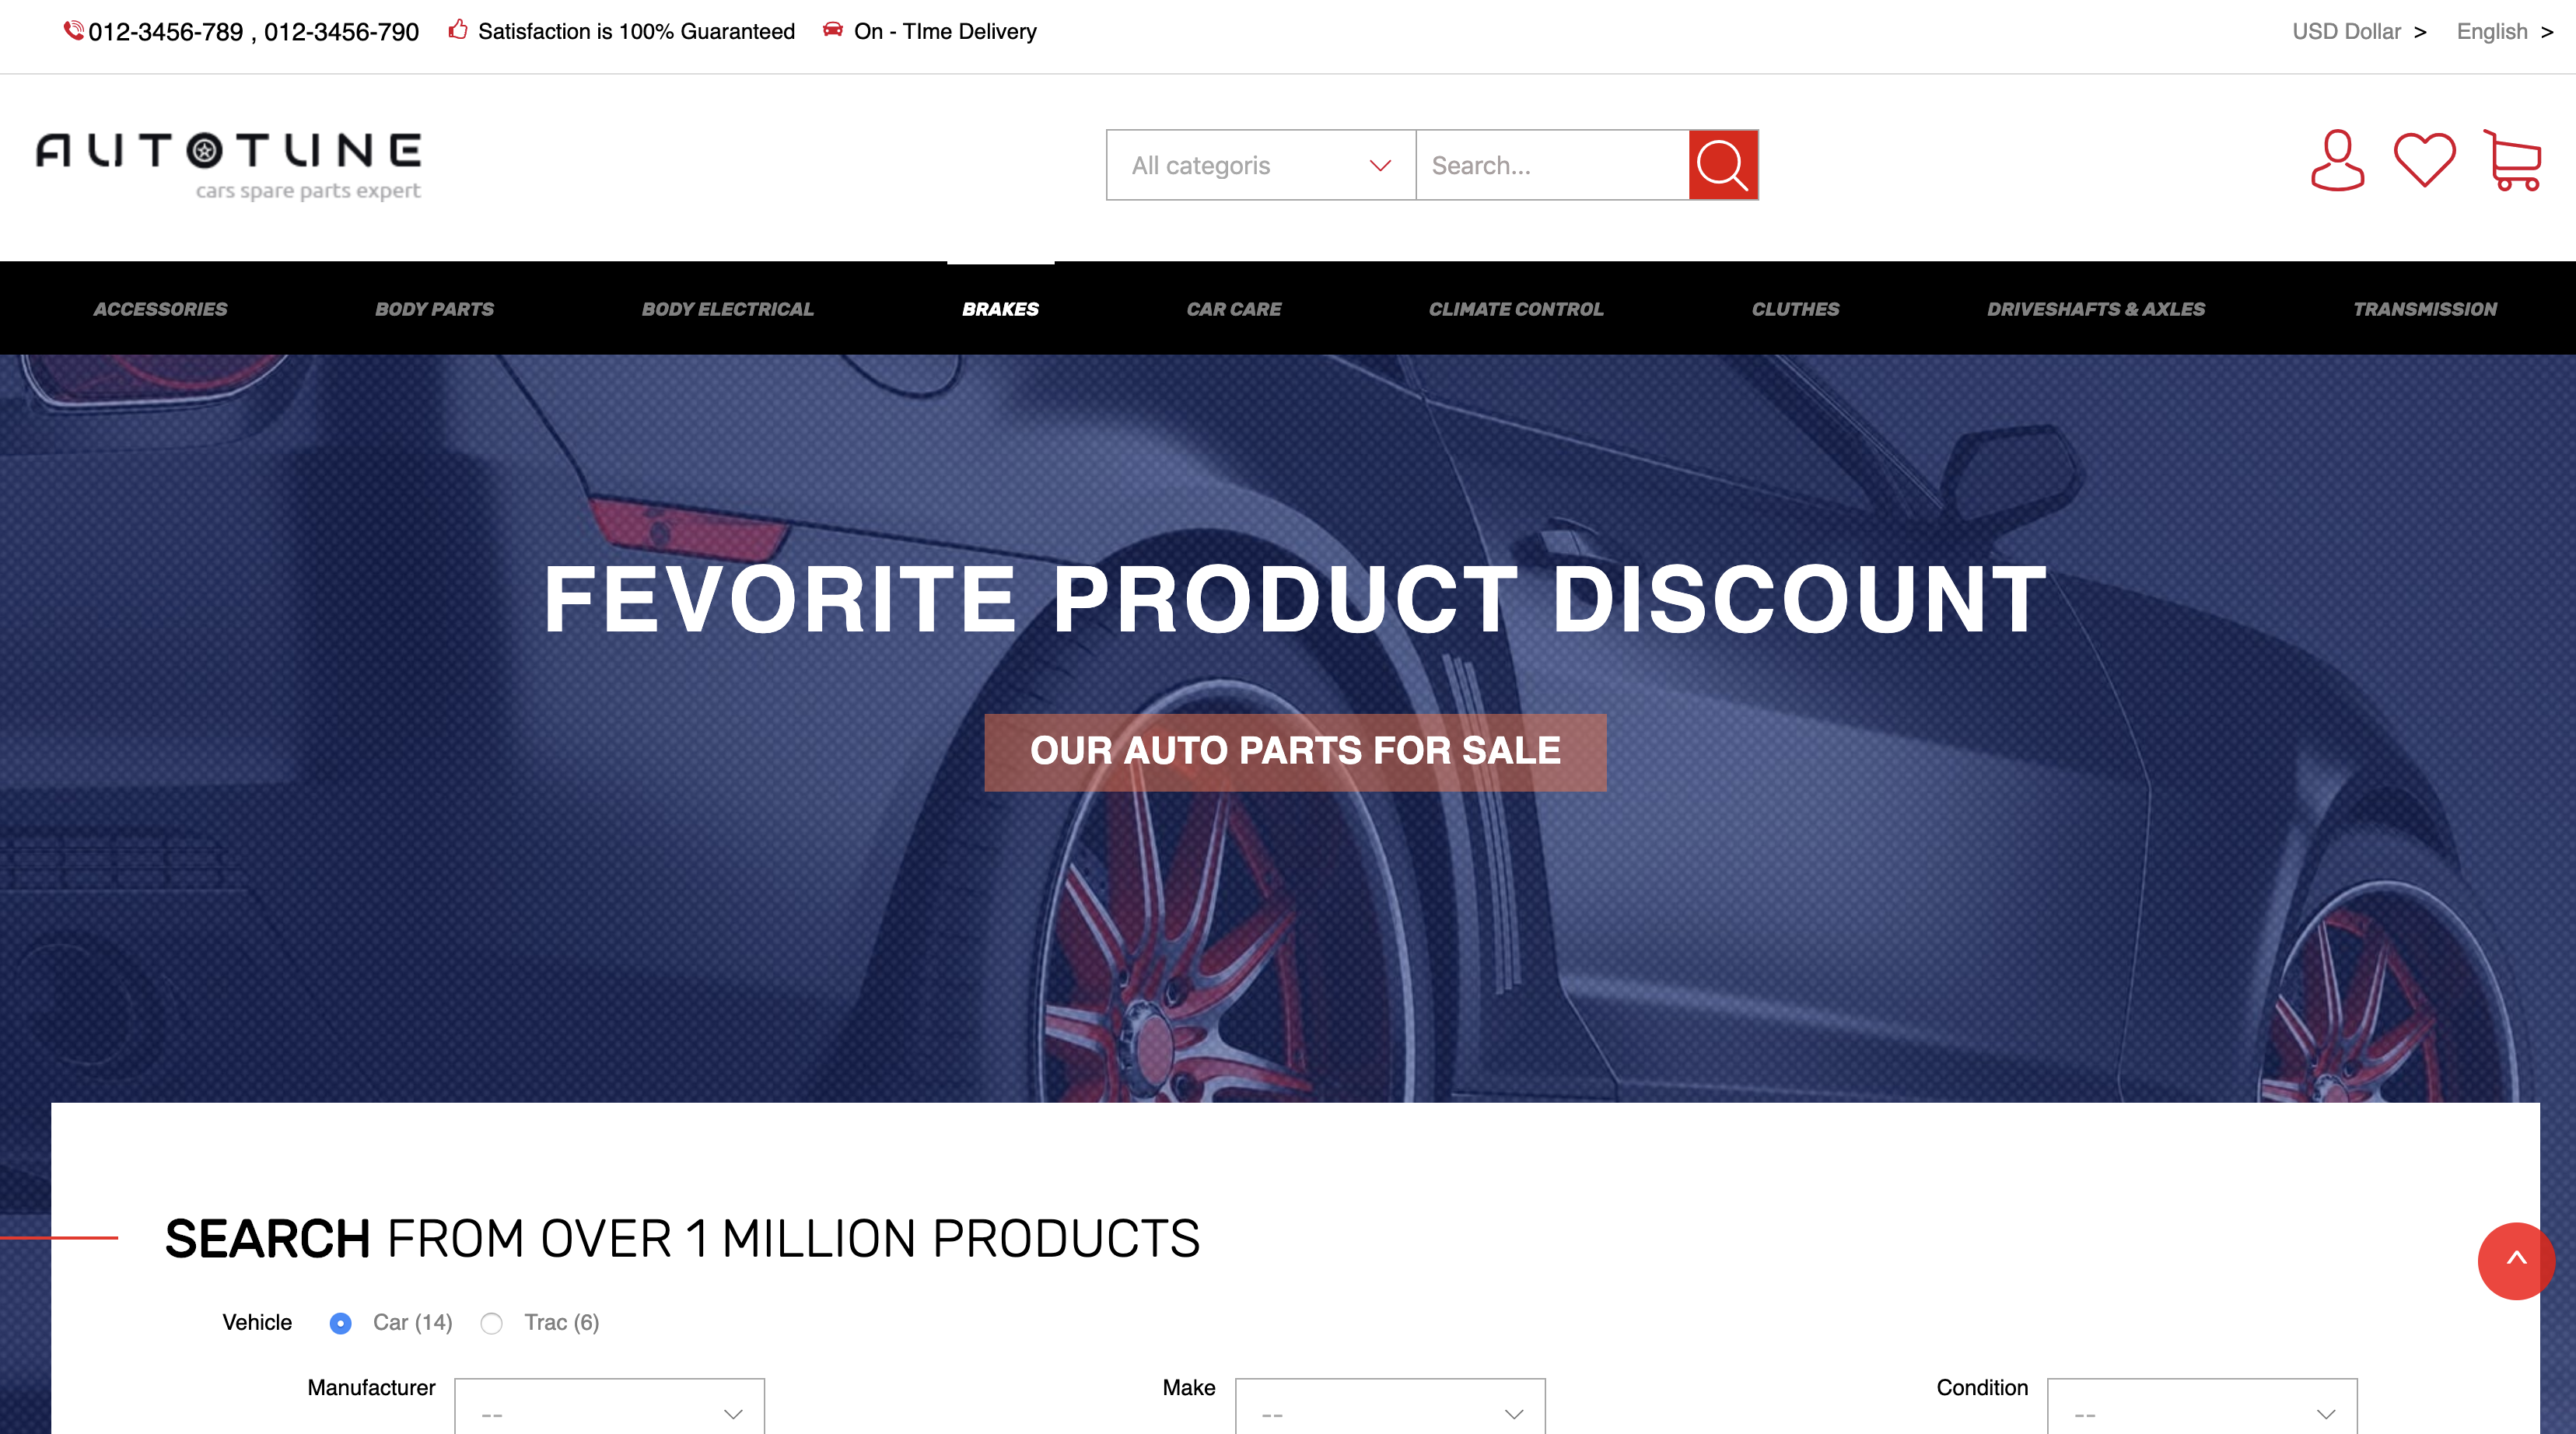 012-3456-789 , 012-3456-790 Satisfaction is 100% Guaranteed On - TIme Delivery USD Dollar > English >
AUTOTUNE
cars spare parts expert
All categoris Search...
ACCESSORIES BODY PARTS BODY ELECTRICAL BRAKES CAR CARE CLIMATE CONTROL CLUTHES DRIVESHAFTS & AXLES TRANSMISSION
FEVORITE PRODUCT DISCOUNT
OUR AUTO PARTS FOR SALE
SEARCH FROM OVER 1 MILLION PRODUCTS
Vehicle Car (14) Trac (6)
Manufacturer -- Make -- Condition --